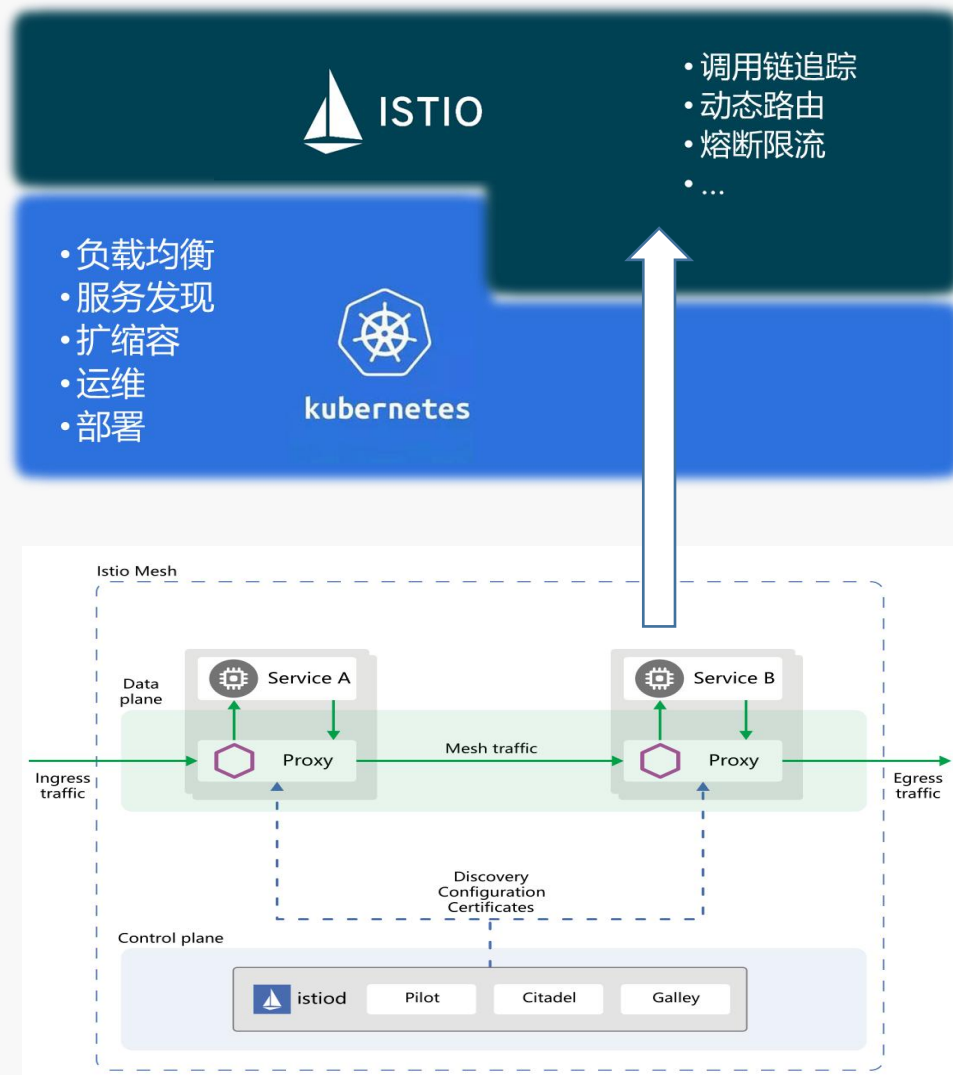 ISTIO
• 调用链追踪
• 动态路由
• 熔断限流
• ...
• 负载均衡
• 服务发现
• 扩缩容
• 运维
• 部署
kubernetes
Istio Mesh
Data
plane
Service A
Service B
Proxy
Mesh traffic
Proxy
Ingress
traffic
Egress
traffic
Discovery
Configuration
Certificates
Control plane
istiod
Pilot
Citadel
Galley